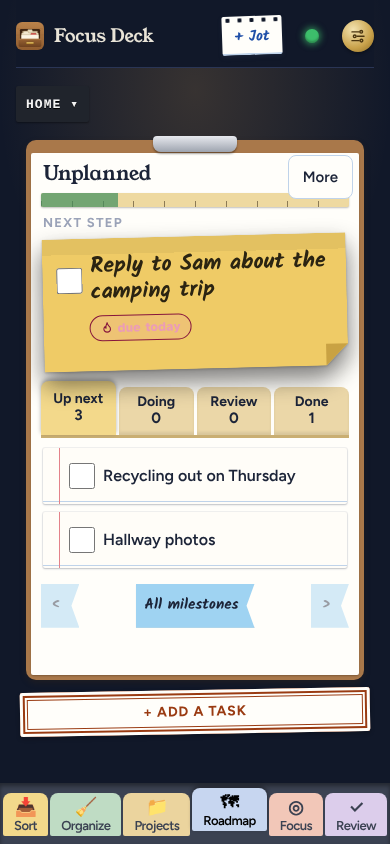 Focus Deck
+ Jot
HOME ▾
Unplanned
More
NEXT STEP
Reply to Sam about the
camping trip
due today
Up next
3
Doing
0
Review
0
Done
1
Recycling out on Thursday
Hallway photos
<
All milestones
>
+ ADD A TASK
Sort
Organize
Projects
Roadmap
Focus
Review